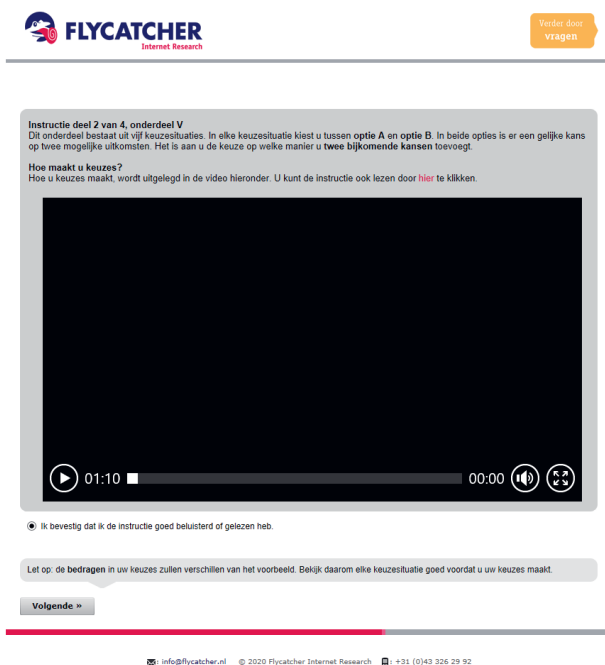 FLYCATCHER
Internet Research
Verder door
vragen
Instructie deel 2 van 4, onderdeel V
Dit onderdeel bestaat uit vijf keuzesituaties. In elke keuzesituatie kiest u tussen optie A en optie B. In beide opties is er een gelijke kans
op twee mogelijke uitkomsten. Het is aan u de keuze op welke manier u twee bijkomende kansen toevoegt.
Hoe maakt u keuzes?
Hoe u keuzes maakt, wordt uitgelegd in de video hieronder. U kunt de instructie ook lezen door hier te klikken.
01:10 00:00
Ik bevestig dat ik de instructie goed beluisterd of gelezen heb.
Let op: de bedragen in uw keuzes zullen verschillen van het voorbeeld. Bekijk daarom elke keuzesituatie goed voordat u uw keuzes maakt.
Volgende »
: info@flycatcher.nl © 2020 Flycatcher Internet Research : +31 (0)43 326 29 92